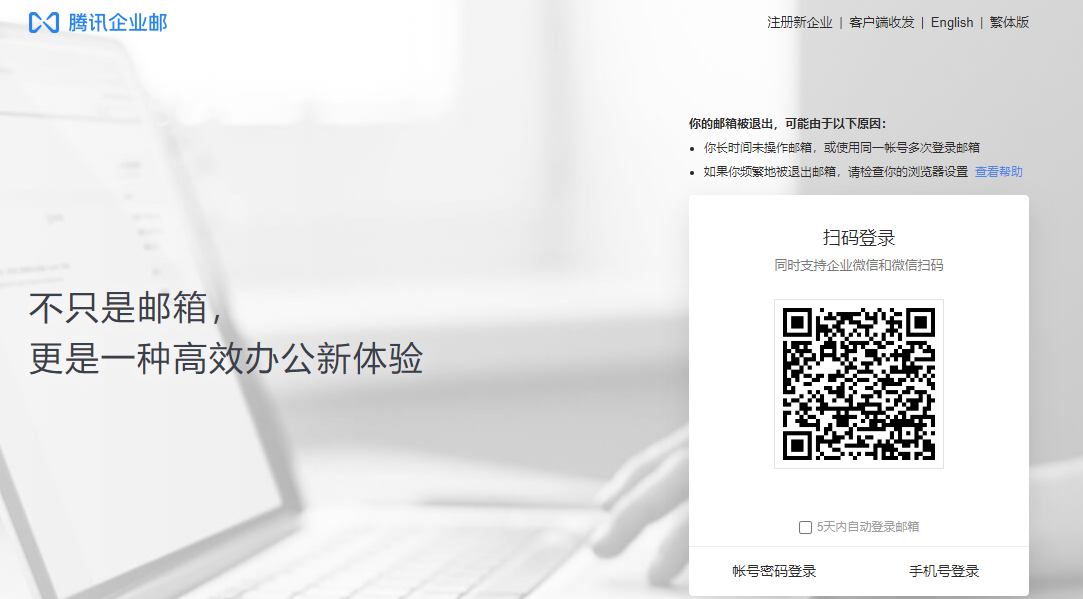 腾讯企业邮
注册新企业 | 客户端收发 | English | 繁体版
你的邮箱被退出，可能由于以下原因：
你长时间未操作邮箱，或使用同一帐号多次登录邮箱
如果你频繁地被退出邮箱，请检查你的浏览器设置 查看帮助
扫码登录
同时支持企业微信和微信扫码
不只是邮箱，
更是一种高效办公新体验
5天内自动登录邮箱
帐号密码登录 手机号登录